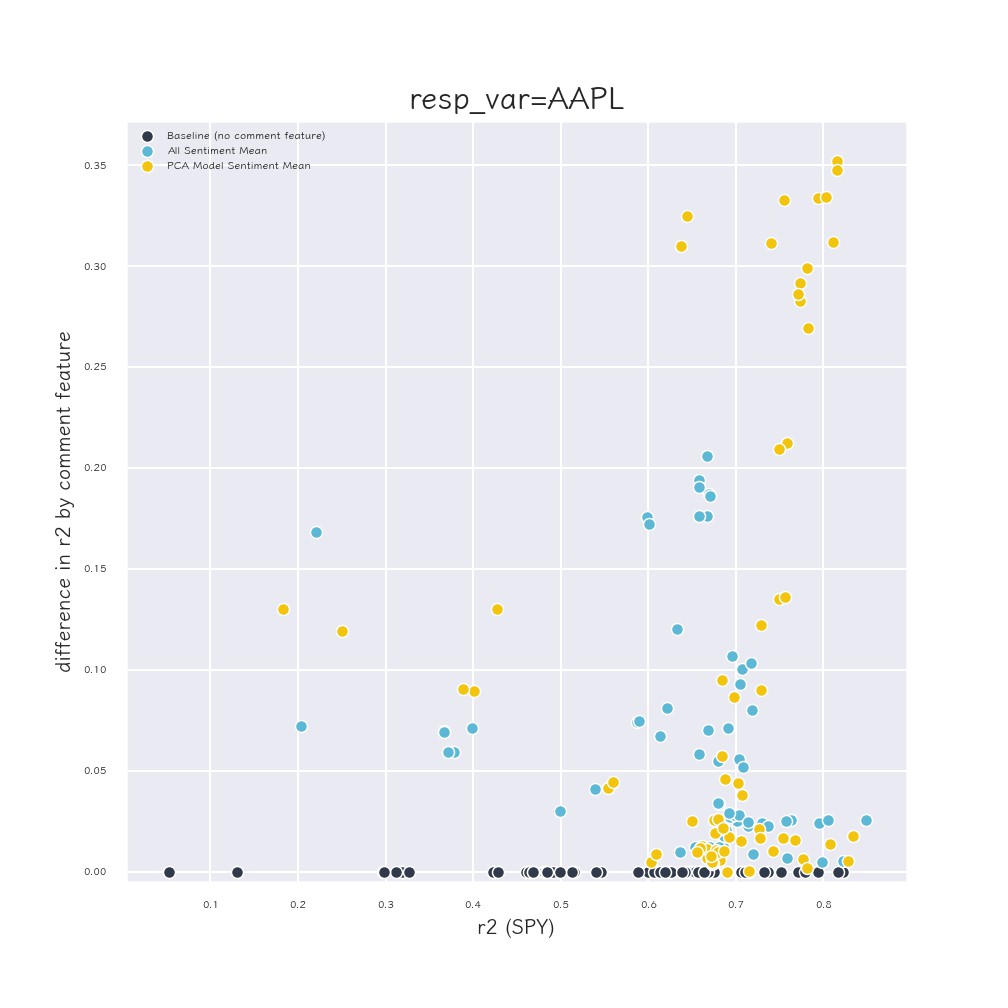 resp_var=AAPL
Baseline (no comment feature)
All Sentiment Mean
PCA Model Sentiment Mean
0.35
0.30
0.25
0.20
0.15
0.10
0.05
0.00
difference in r2 by comment feature
0.1 0.2 0.3 0.4 0.5 0.6 0.7 0.8
r2 (SPY)